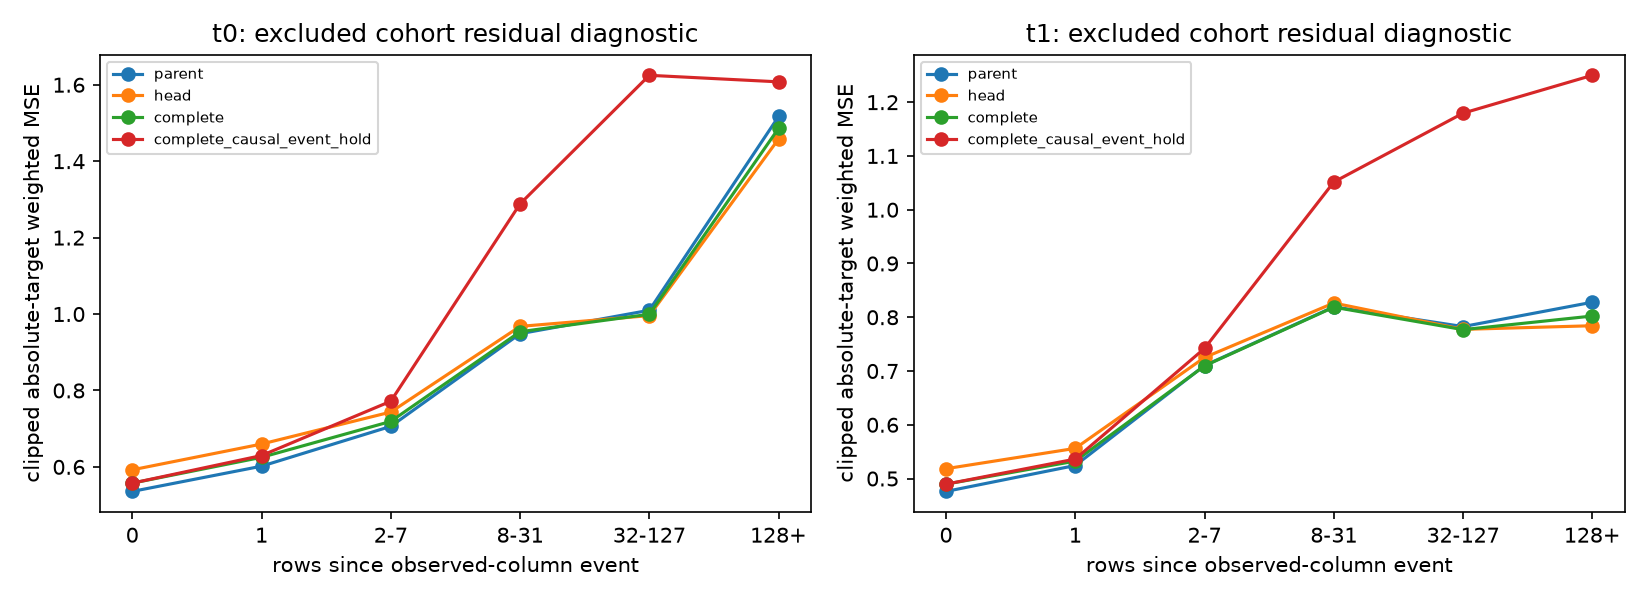 t0: excluded cohort residual diagnostic
clipped absolute-target weighted MSE
1.6
1.4
1.2
1.0
0.8
0.6
parent
head
complete
complete_causal_event_hold
0 1 2-7 8-31 32-127 128+
rows since observed-column event
t1: excluded cohort residual diagnostic
clipped absolute-target weighted MSE
1.2
1.1
1.0
0.9
0.8
0.7
0.6
0.5
parent
head
complete
complete_causal_event_hold
0 1 2-7 8-31 32-127 128+
rows since observed-column event